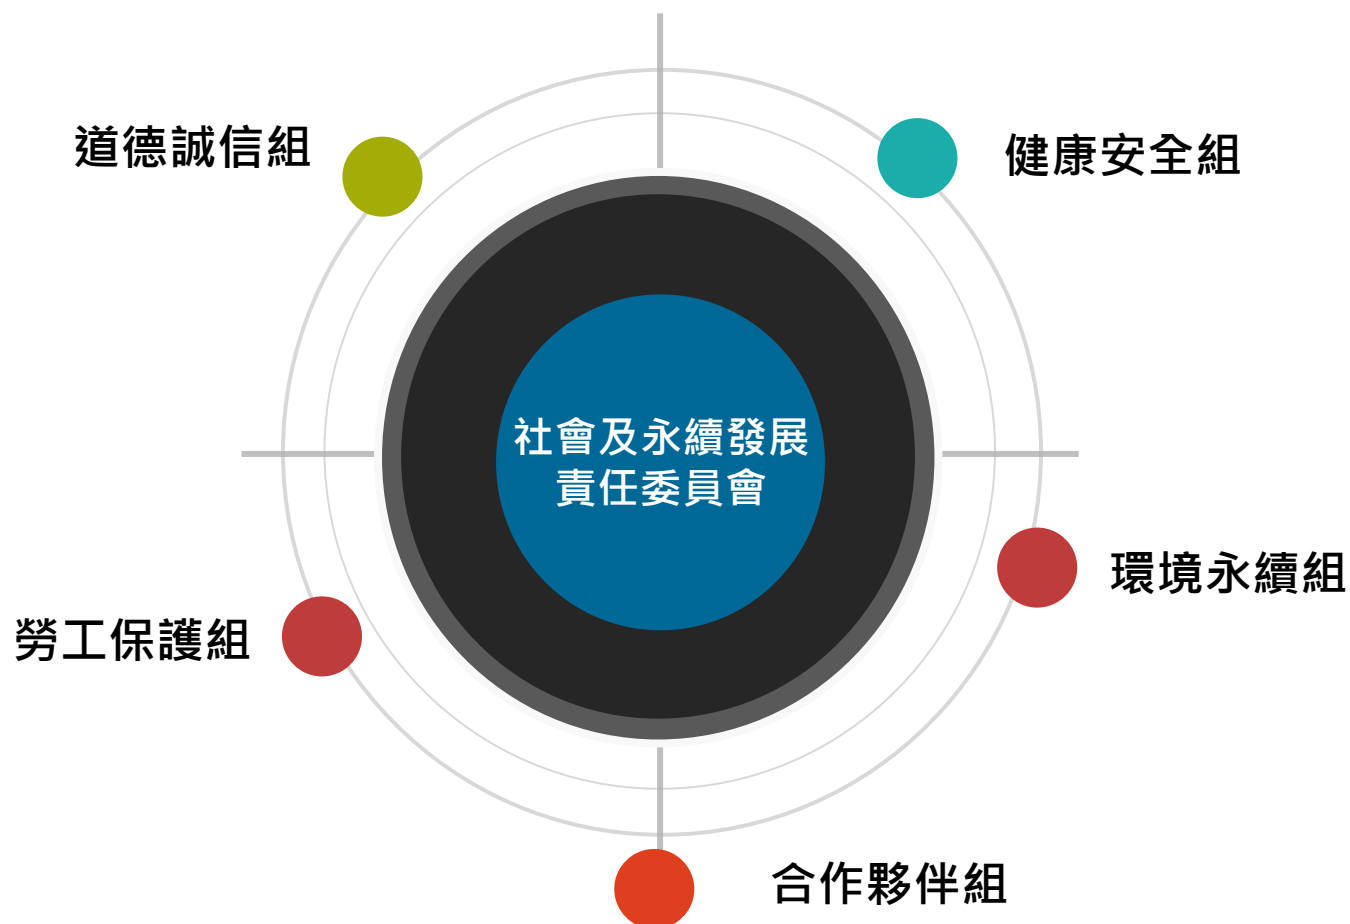 道德誠信組
健康安全組
社會及永續發展
責任委員會
環境永續組
勞工保護組
合作夥伴組